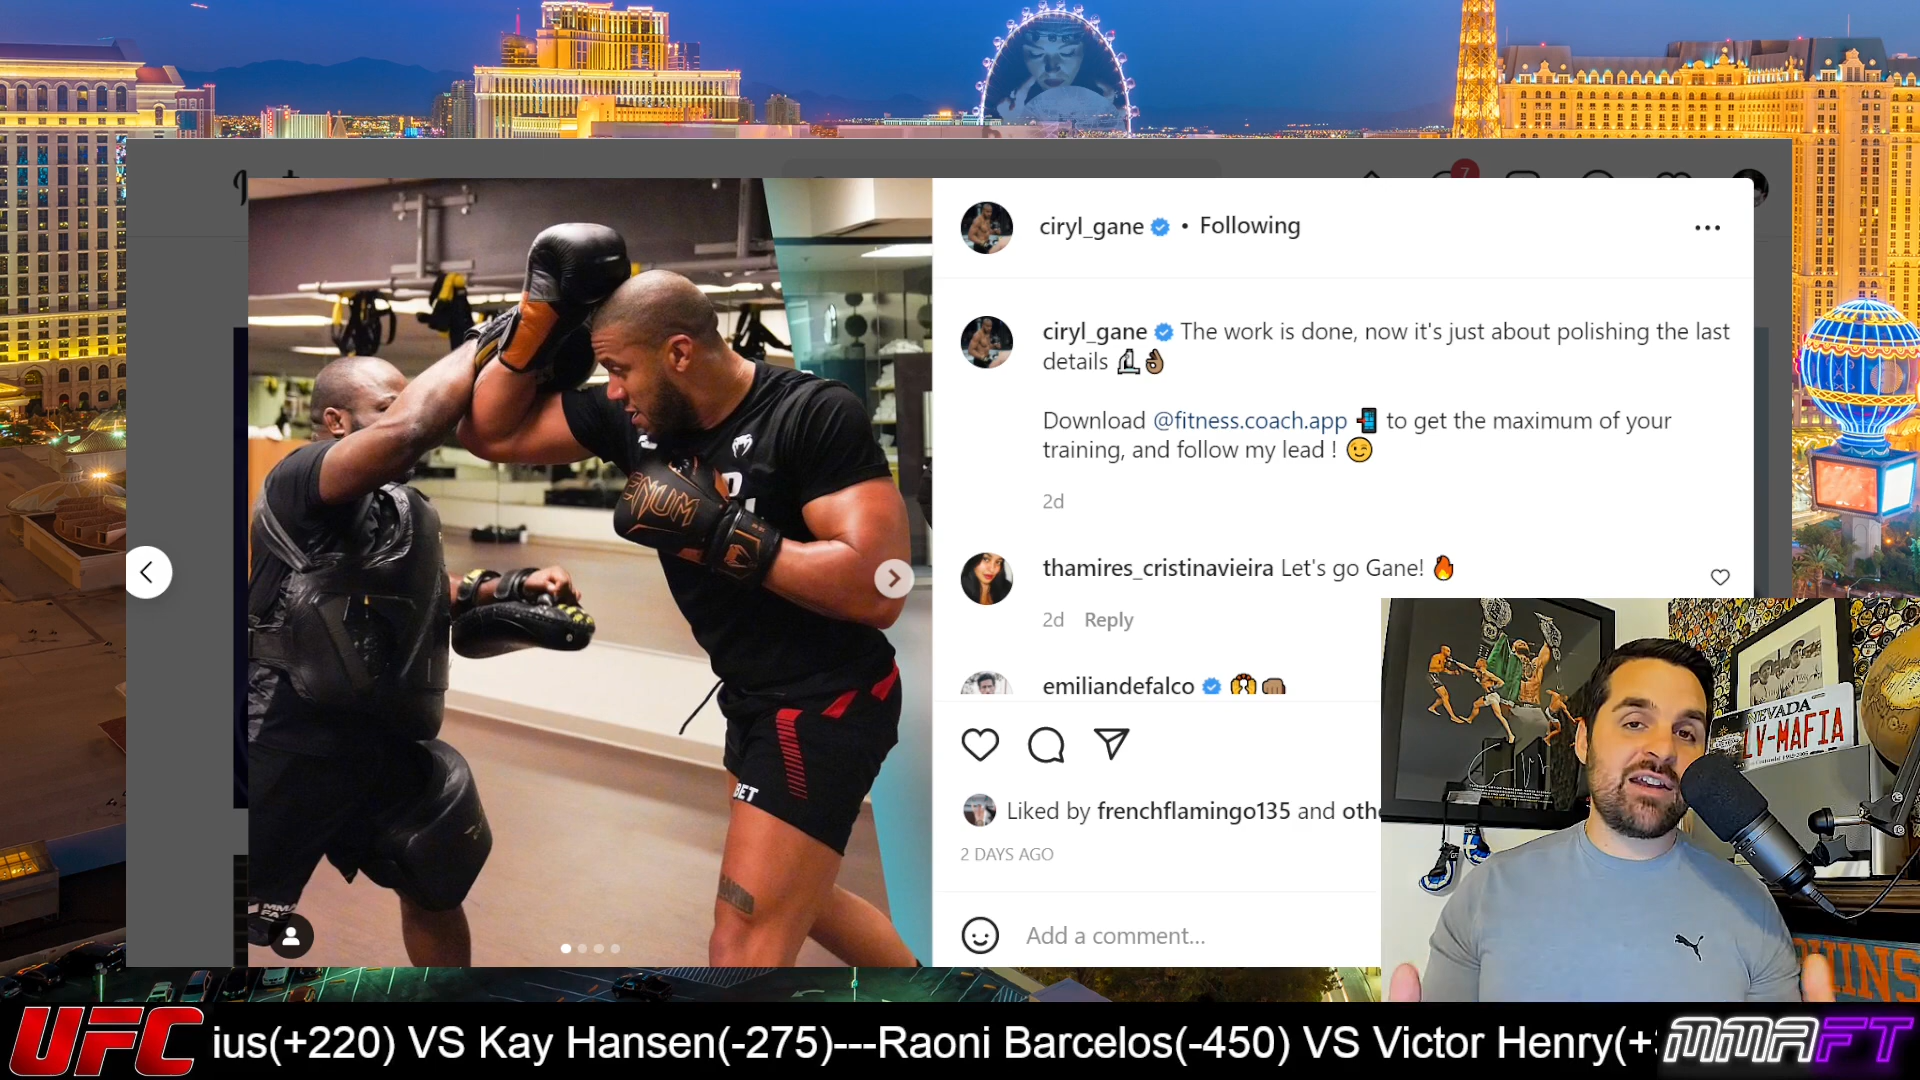 7
ciryl_gane • Following
ciryl_gane The work is done, now it's just about polishing the last
details
Download @fitness.coach.app to get the maximum of your
training, and follow my lead !
2d
thamires_cristinavieira Let's go Gane!
2d Reply
emiliandefalco
Liked by frenchflamingo135 and oth
2 DAYS AGO
Add a comment...
VENUM
BET
NEVADA
LV-MAFIA
UFC
ius(+220) VS Kay Hansen(-275)---Raoni Barcelos(-450) VS Victor Henry(+
MMAFT